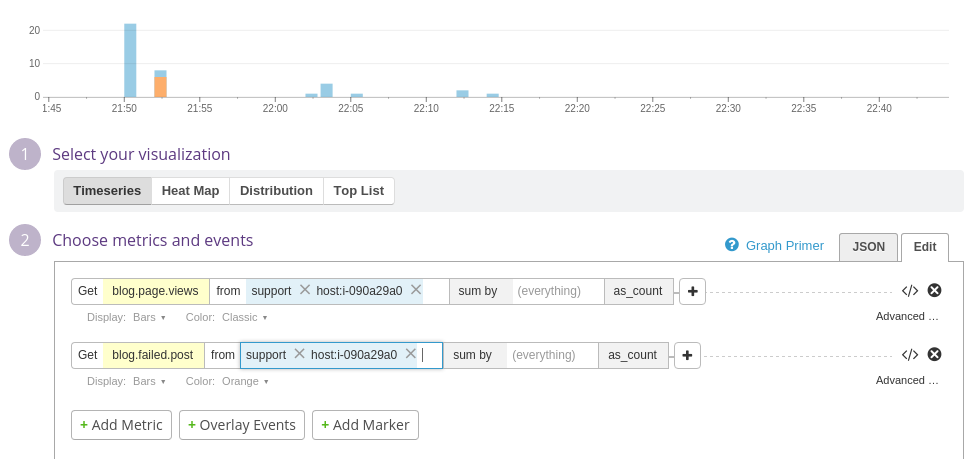 20
10
0
1:45 21:50 21:55 22:00 22:05 22:10 22:15 22:20 22:25 22:30 22:35 22:40
1 Select your visualization
Timeseries Heat Map Distribution Top List
2 Choose metrics and events
? Graph Primer JSON Edit
Get blog.page.views from support host:i-090a29a0 sum by (everything) as_count + </>
Display: Bars Color: Classic Advanced ...
Get blog.failed.post from support host:i-090a29a0 sum by (everything) as_count + </>
Display: Bars Color: Orange Advanced ...
+ Add Metric + Overlay Events + Add Marker